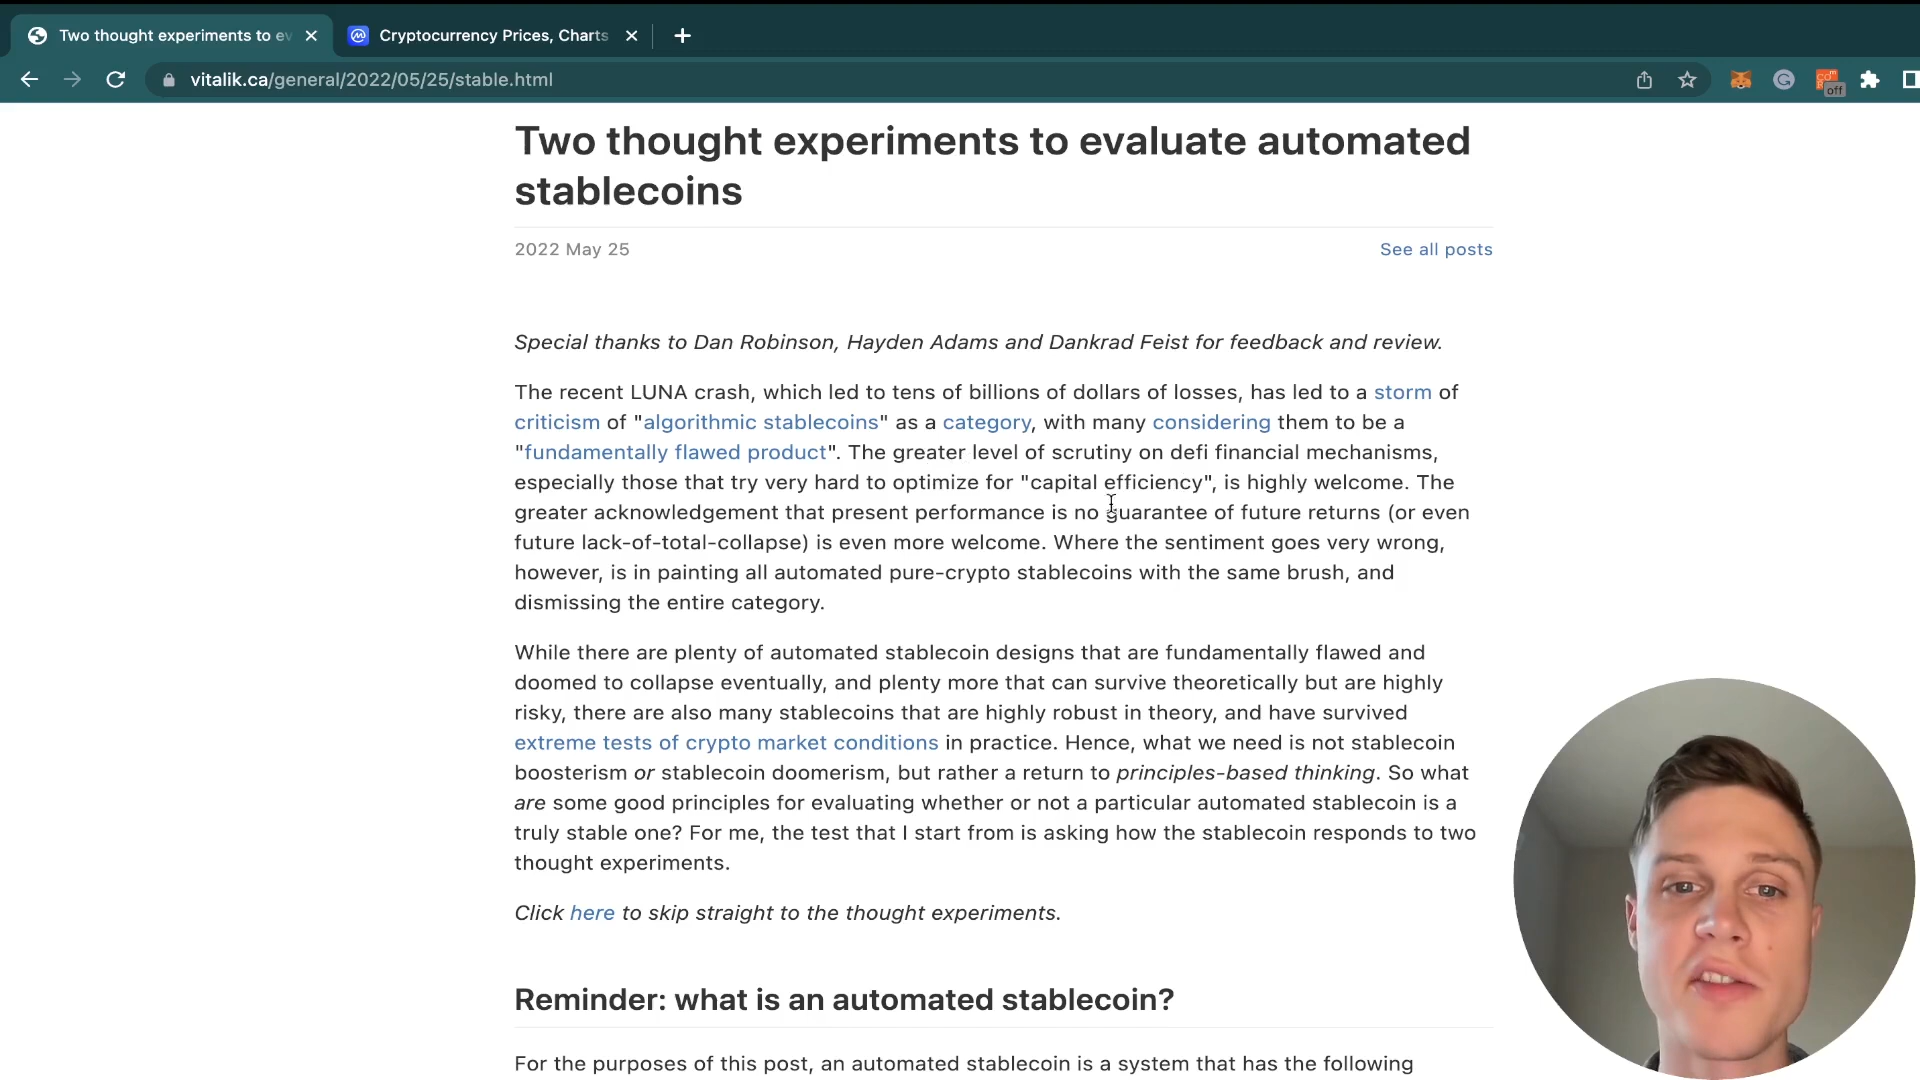 Two thought experiments to ev
Cryptocurrency Prices, Charts
vitalik.ca/general/2022/05/25/stable.html
off
Two thought experiments to evaluate automated
stablecoins
2022 May 25
See all posts
Special thanks to Dan Robinson, Hayden Adams and Dankrad Feist for feedback and review.
The recent LUNA crash, which led to tens of billions of dollars of losses, has led to a storm of
criticism of "algorithmic stablecoins" as a category, with many considering them to be a
"fundamentally flawed product". The greater level of scrutiny on defi financial mechanisms,
especially those that try very hard to optimize for "capital efficiency", is highly welcome. The
greater acknowledgement that present performance is no guarantee of future returns (or even
future lack-of-total-collapse) is even more welcome. Where the sentiment goes very wrong,
however, is in painting all automated pure-crypto stablecoins with the same brush, and
dismissing the entire category.
While there are plenty of automated stablecoin designs that are fundamentally flawed and
doomed to collapse eventually, and plenty more that can survive theoretically but are highly
risky, there are also many stablecoins that are highly robust in theory, and have survived
extreme tests of crypto market conditions in practice. Hence, what we need is not stablecoin
boosterism or stablecoin doomerism, but rather a return to principles-based thinking. So what
are some good principles for evaluating whether or not a particular automated stablecoin is a
truly stable one? For me, the test that I start from is asking how the stablecoin responds to two
thought experiments.
Click here to skip straight to the thought experiments.
Reminder: what is an automated stablecoin?
For the purposes of this post, an automated stablecoin is a system that has the following